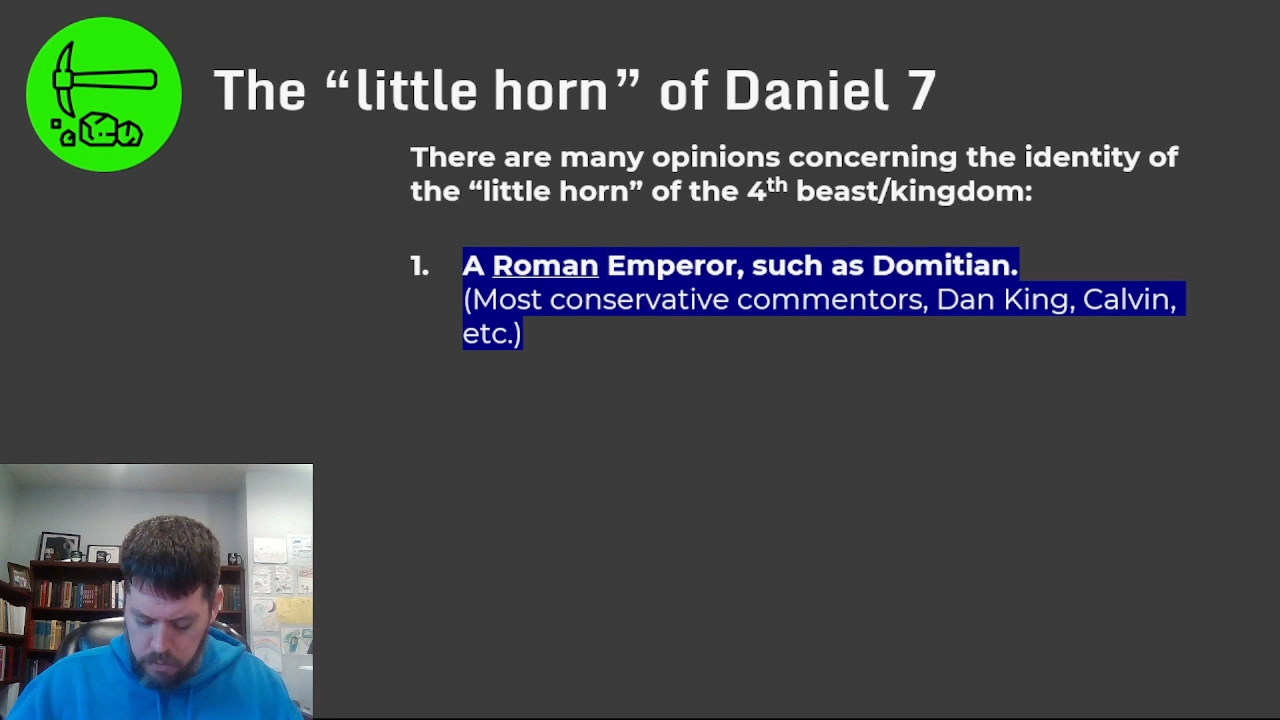 The “little horn” of Daniel 7
There are many opinions concerning the identity of
the “little horn” of the 4th beast/kingdom:
1. A Roman Emperor, such as Domitian.
(Most conservative commentors, Dan King, Calvin,
etc.)